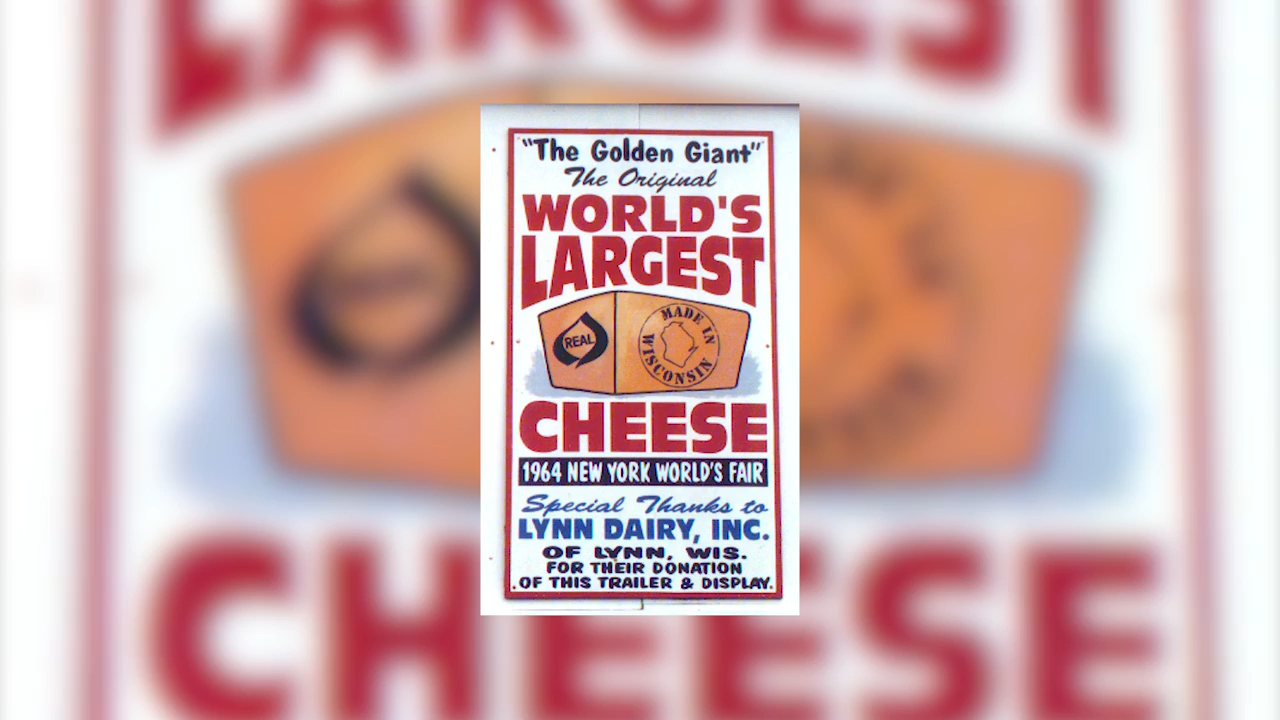 "The Golden Giant"
The Original
WORLD'S
LARGEST
REAL
MADE IN
WISCONSIN
CHEESE
1964 NEW YORK WORLD'S FAIR
Special Thanks to
LYNN DAIRY, INC.
OF LYNN, WIS.
FOR THEIR DONATION
OF THIS TRAILER & DISPLAY.